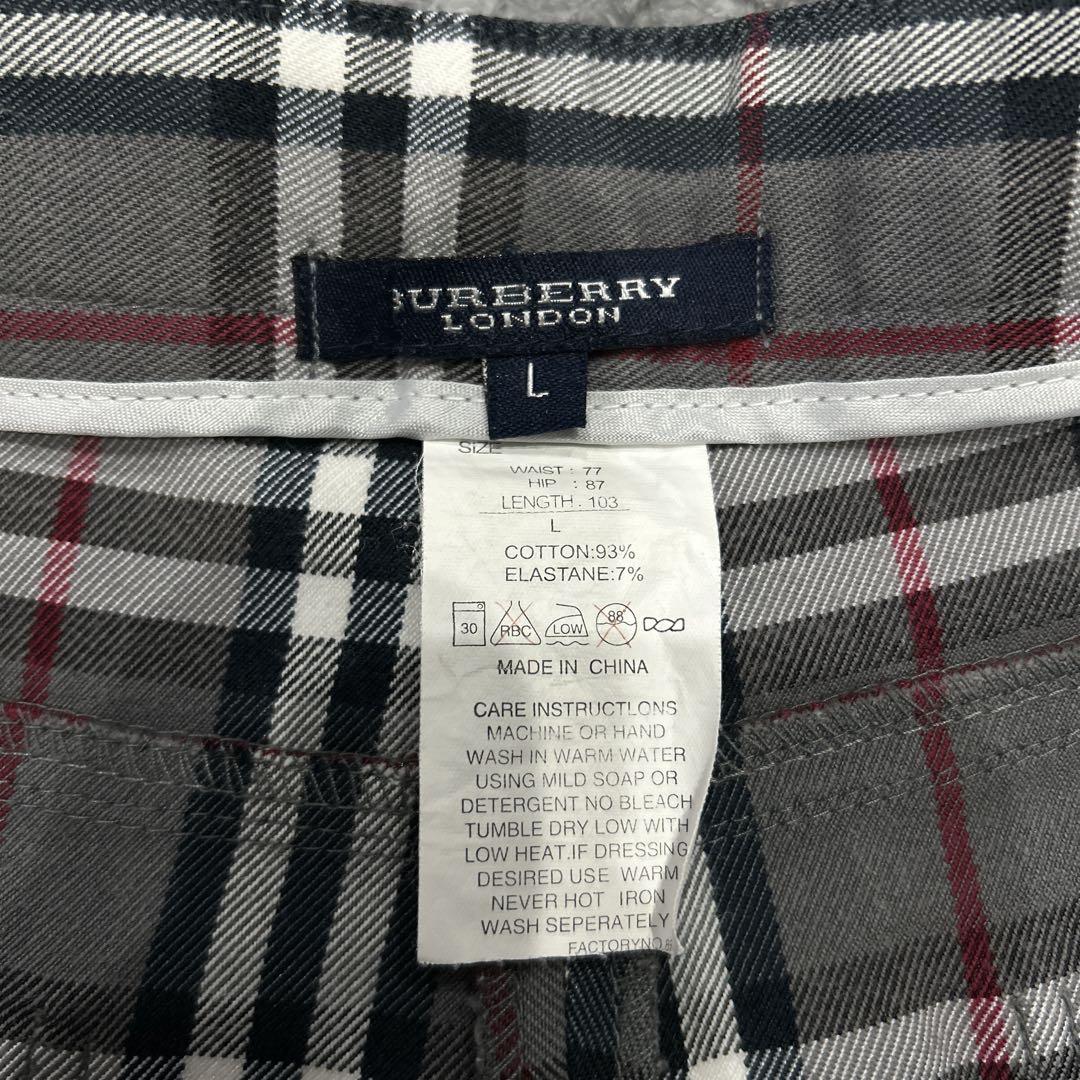 BURBERRY
LONDON
L
SIZE
WAIST : 77
HIP : 87
LENGTH . 103
L
COTTON:93%
ELASTANE:7%
30 RBC LOW 88
MADE IN CHINA
CARE INSTRUCTLONS
MACHINE OR HAND
WASH IN WARM WATER
USING MILD SOAP OR
DETERGENT NO BLEACH
TUMBLE DRY LOW WITH
LOW HEAT.IF DRESSING
DESIRED USE WARM
NEVER HOT IRON
WASH SEPERATELY
FACTORYNO.